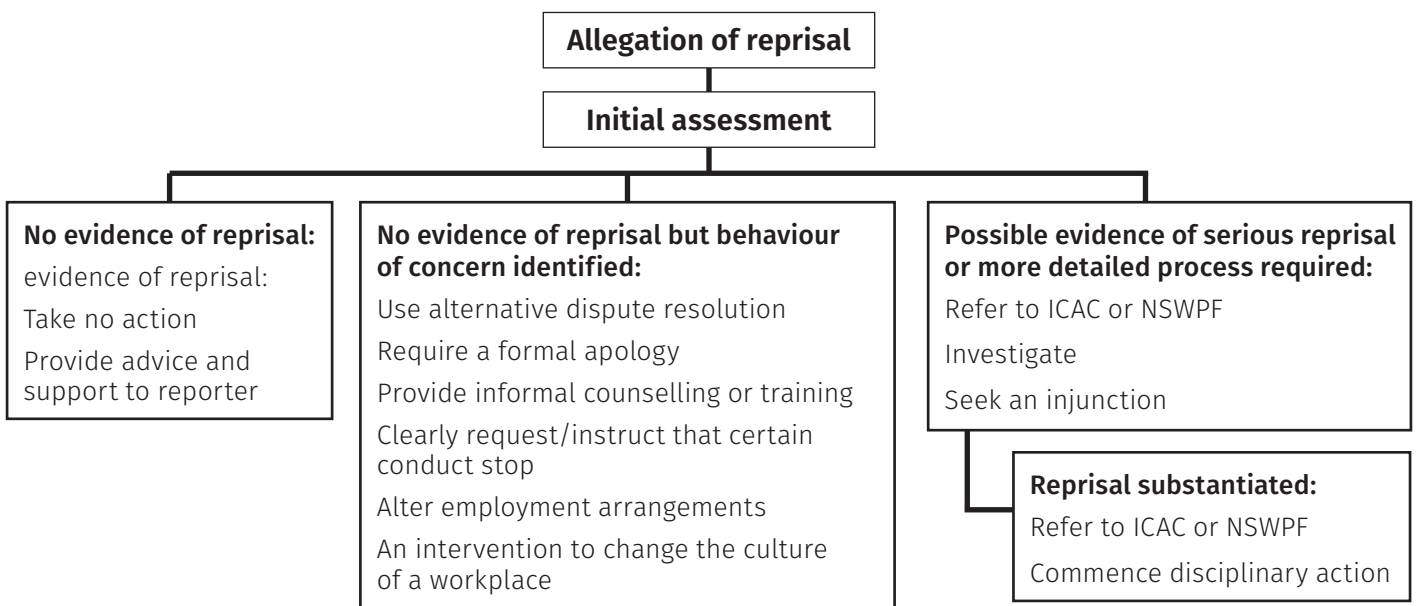 Allegation of reprisal
Initial assessment
No evidence of reprisal:
evidence of reprisal:
Take no action
Provide advice and
support to reporter
No evidence of reprisal but behaviour
of concern identified:
Use alternative dispute resolution
Require a formal apology
Provide informal counselling or training
Clearly request/instruct that certain
conduct stop
Alter employment arrangements
An intervention to change the culture
of a workplace
Possible evidence of serious reprisal
or more detailed process required:
Refer to ICAC or NSWPF
Investigate
Seek an injunction
Reprisal substantiated:
Refer to ICAC or NSWPF
Commence disciplinary action